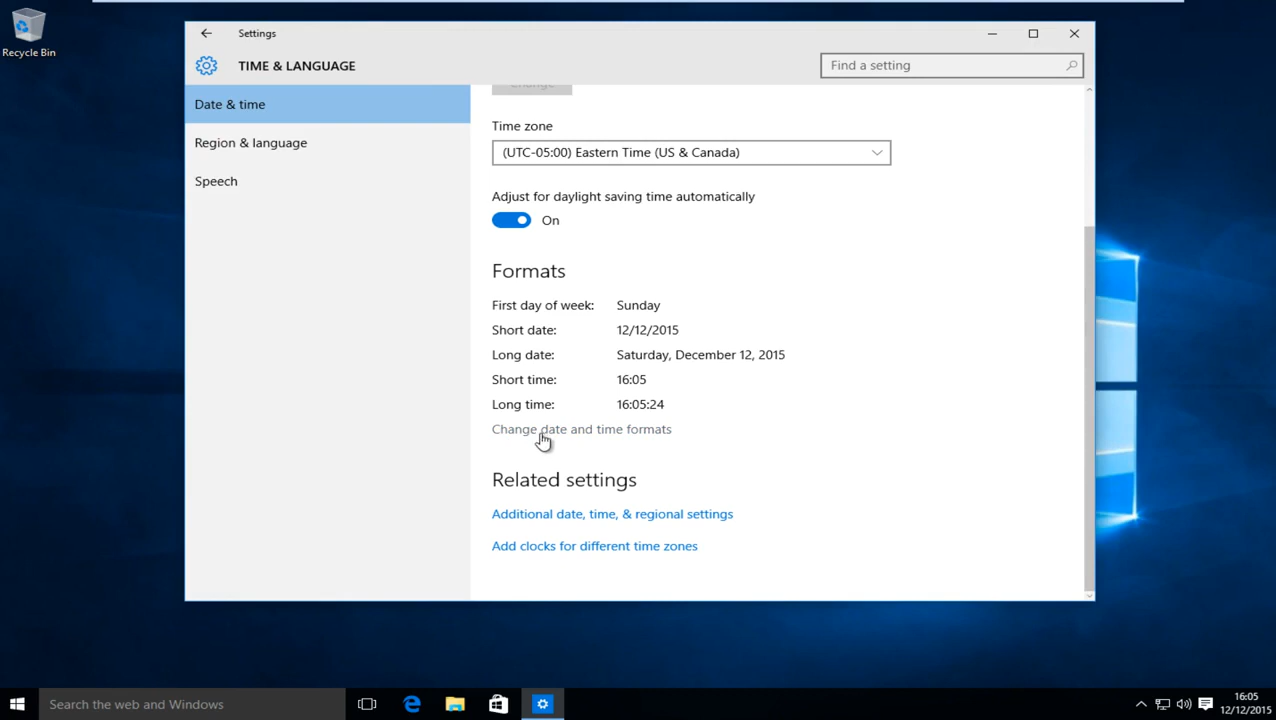 Recycle Bin
Settings
TIME & LANGUAGE
Find a setting
Date & time
Region & language
Speech
Change
Time zone
(UTC-05:00) Eastern Time (US & Canada)
Adjust for daylight saving time automatically
On
Formats
First day of week: Sunday
Short date: 12/12/2015
Long date: Saturday, December 12, 2015
Short time: 16:05
Long time: 16:05:24
Change date and time formats
Related settings
Additional date, time, & regional settings
Add clocks for different time zones
Search the web and Windows
16:05
12/12/2015